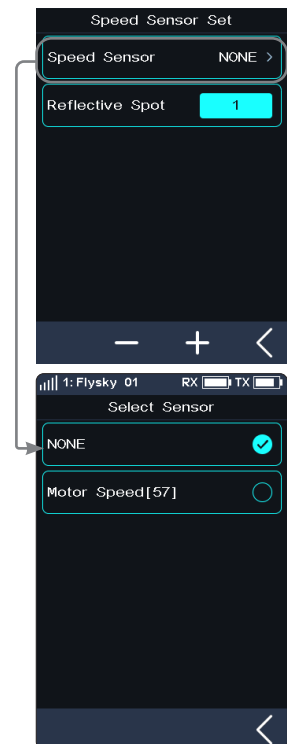 Speed Sensor Set
Speed Sensor NONE >
Reflective Spot 1
1: Flysky 01 RX TX
Select Sensor
NONE
Motor Speed[57]